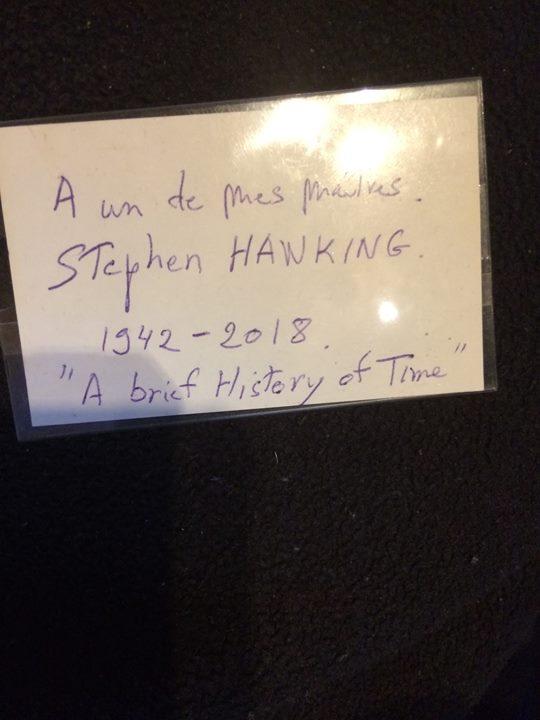 A un de mes maîtres.
Stephen HAWKING.
1942-2018.
"A brief History of Time"